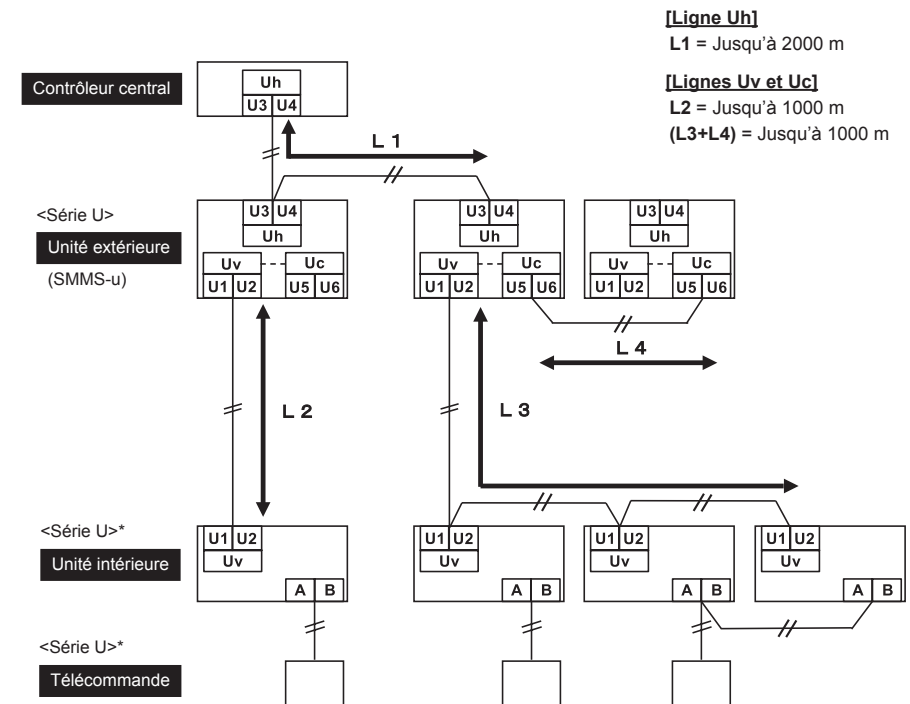 [Ligne Uh]
L1 = Jusqu'à 2000 m
[Lignes Uv et Uc]
L2 = Jusqu'à 1000 m
(L3+L4) = Jusqu'à 1000 m
Contrôleur central
Uh
U3 U4
L 1
<Série U>
Unité extérieure
(SMMS-u)
U3 U4
Uh
Uv Uc
U1 U2 U5 U6
U3 U4
Uh
Uv Uc
U1 U2 U5 U6
U3 U4
Uh
Uv Uc
U1 U2 U5 U6
L 4
L 2
L 3
<Série U>*
Unité intérieure
U1 U2
Uv
A B
U1 U2
Uv
A B
U1 U2
Uv
A B
U1 U2
Uv
A B
<Série U>*
Télécommande